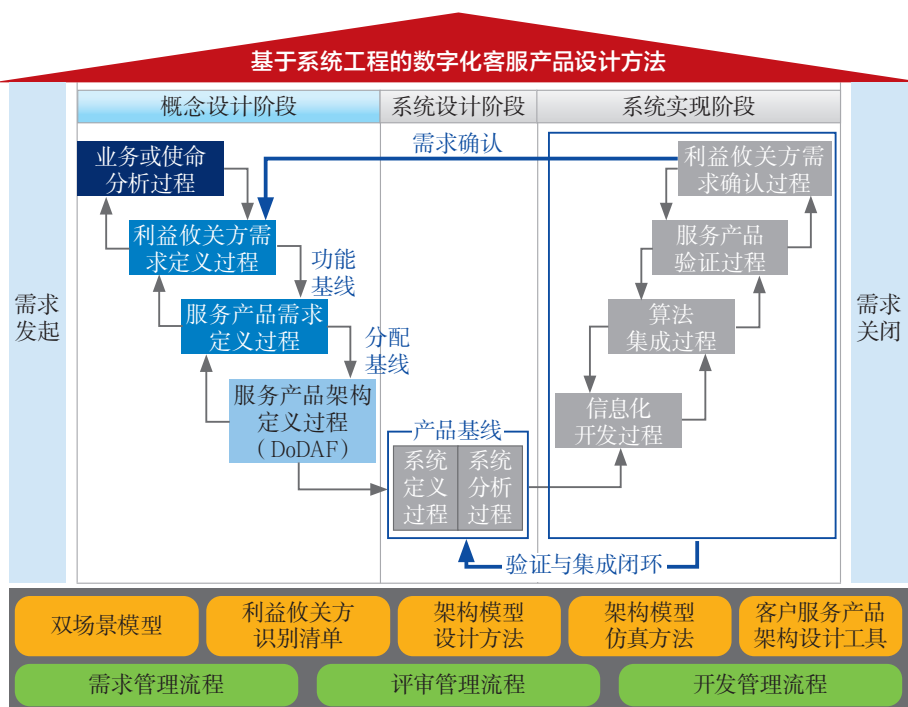 基于系统工程的数字化客服产品设计方法
概念设计阶段
系统设计阶段
系统实现阶段
需求
发起
业务或使命
分析过程
利益攸关方需
求定义过程
功能
基线
服务产品需求
定义过程
分配
基线
服务产品架构
定义过程
（DoDAF）
需求确认
产品基线
系统
定义
过程
系统
分析
过程
验证与集成闭环
利益攸关方需
求确认过程
服务产品
验证过程
算法
集成过程
信息化
开发过程
需求
关闭
双场景模型
利益攸关方
识别清单
架构模型
设计方法
架构模型
仿真方法
客户服务产品
架构设计工具
需求管理流程
评审管理流程
开发管理流程